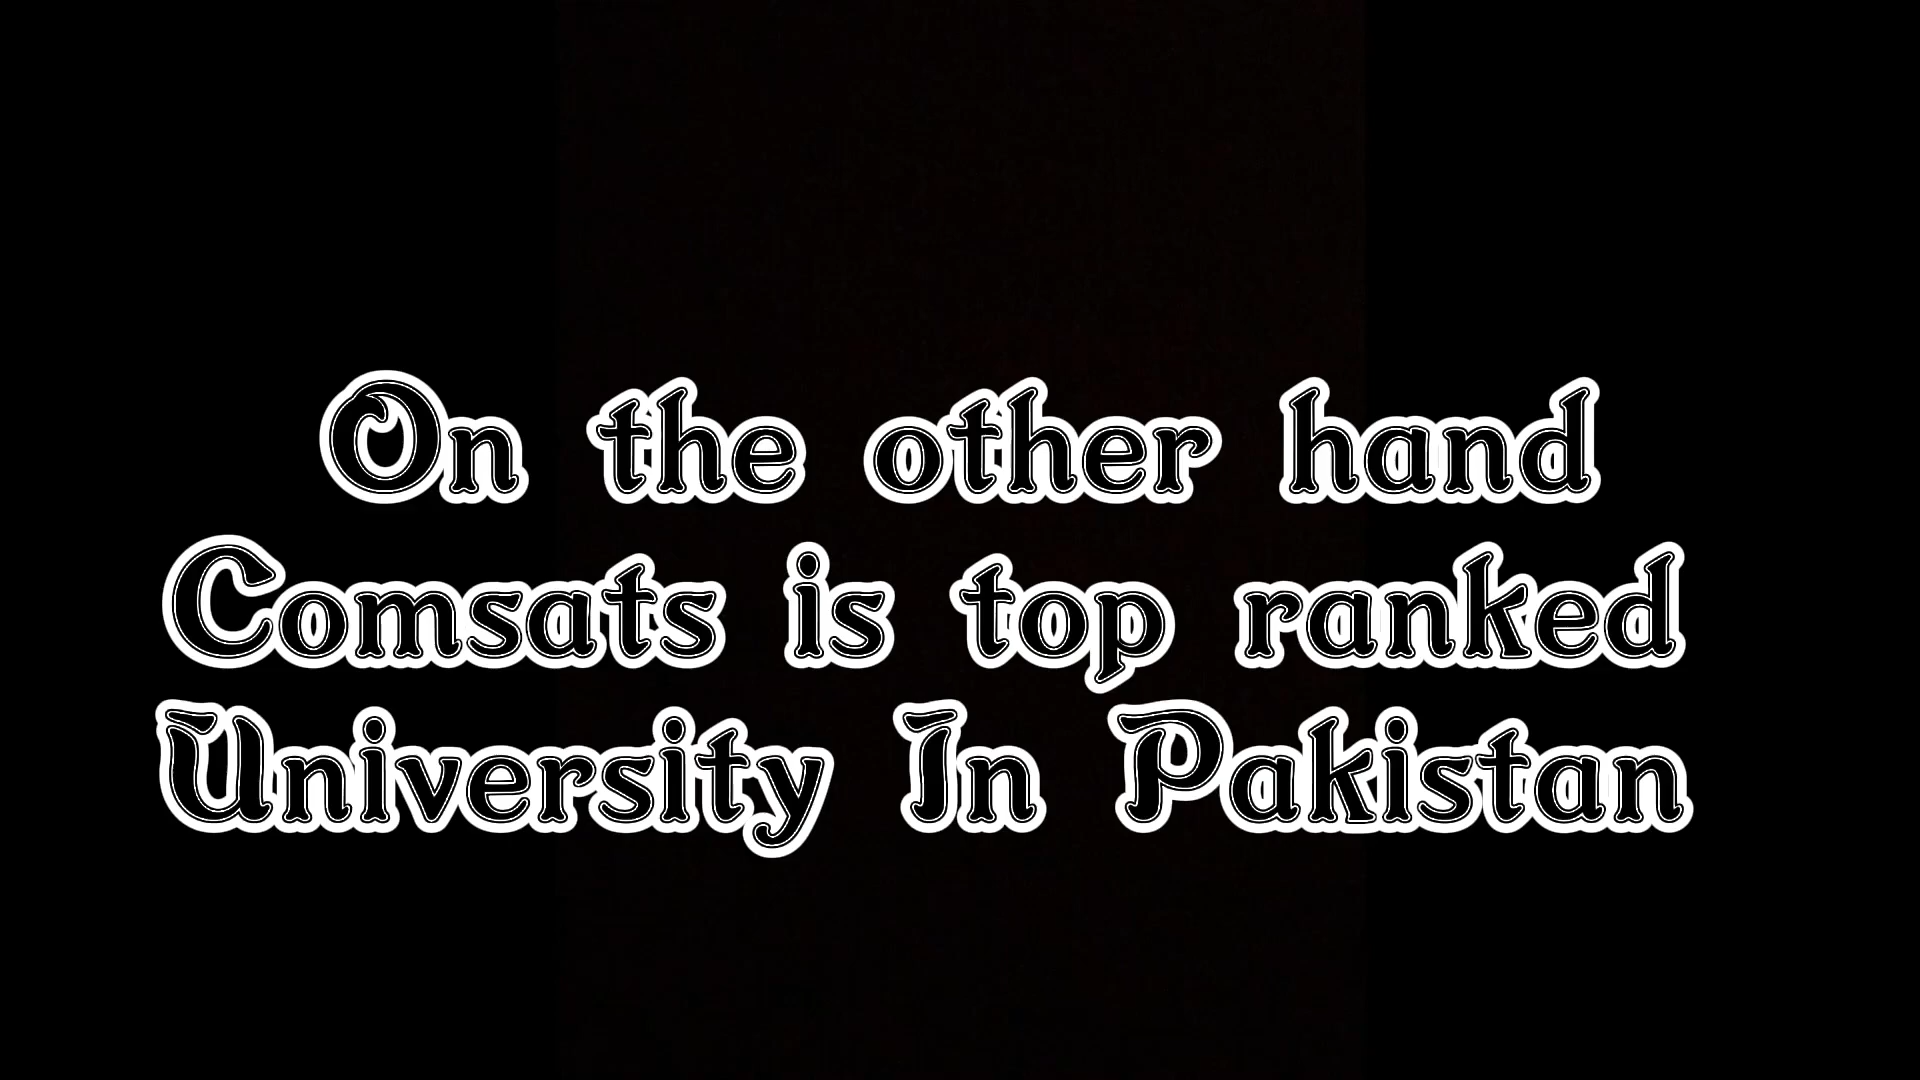 On the other hand
Comsats is top ranked
University In Pakistan